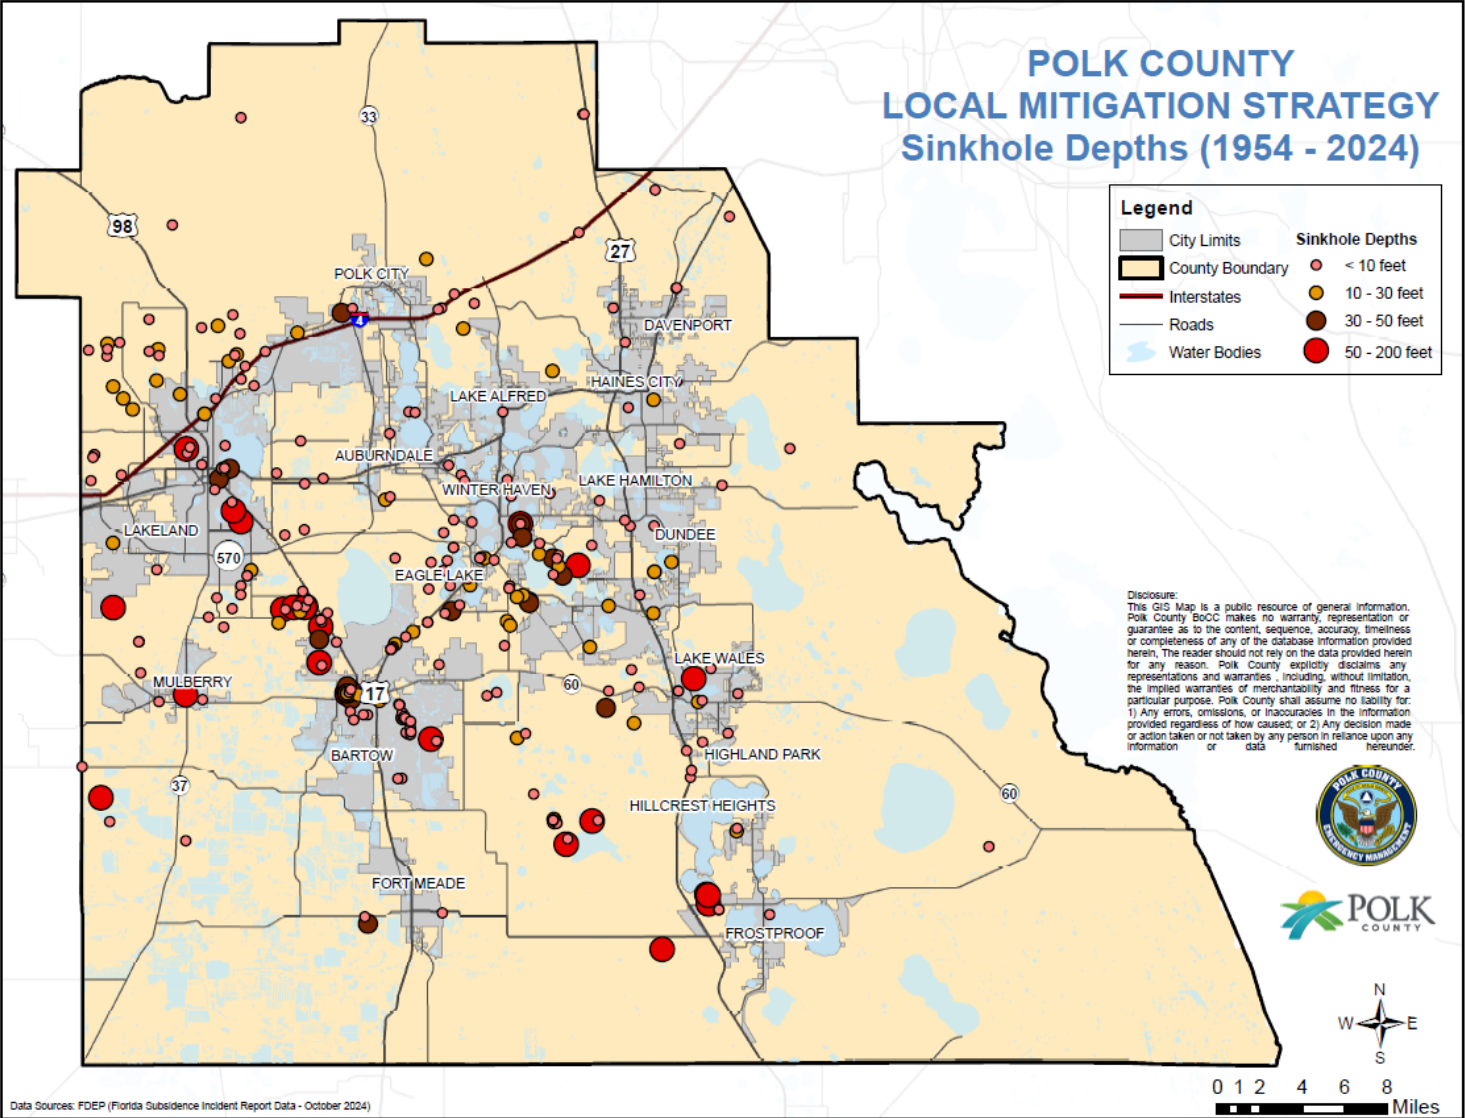 POLK COUNTY
LOCAL MITIGATION STRATEGY
Sinkhole Depths (1954 - 2024)
Legend
City Limits
County Boundary
Interstates
Roads
Water Bodies
Sinkhole Depths
< 10 feet
10 - 30 feet
30 - 50 feet
50 - 200 feet
33
98
27
POLK CITY
4
DAVENPORT
HAINES CITY
LAKE ALFRED
AUBURNDALE
WINTER HAVEN
LAKE HAMILTON
LAKELAND
DUNDEE
570
EAGLE LAKE
LAKE WALES
MULBERRY
60
17
BARTOW
HIGHLAND PARK
37
HILLCREST HEIGHTS
60
FORT MEADE
FROSTPROOF
Disclosure:
This GIS Map is a public resource of general information.
Polk County BoCC makes no warranty, representation or
guarantee as to the content, sequence, accuracy, timeliness
or completeness of any of the database information provided
herein, The reader should not rely on the data provided herein
for any reason. Polk County explicitly disclaims any
representations and warranties , including, without limitation,
the implied warranties of merchantability and fitness for a
particular purpose. Polk County shall assume no liability for:
1) Any errors, omissions, or inaccuracies in the information
provided regardless of how caused; or 2) Any decision made
or action taken or not taken by any person in reliance upon any
information or data furnished hereunder.
POLK COUNTY
EMERGENCY MANAGEMENT
POLK
COUNTY
N
W E
S
0 1 2 4 6 8
Miles
Data Sources: FDEP (Florida Subsidence Incident Report Data - October 2024)